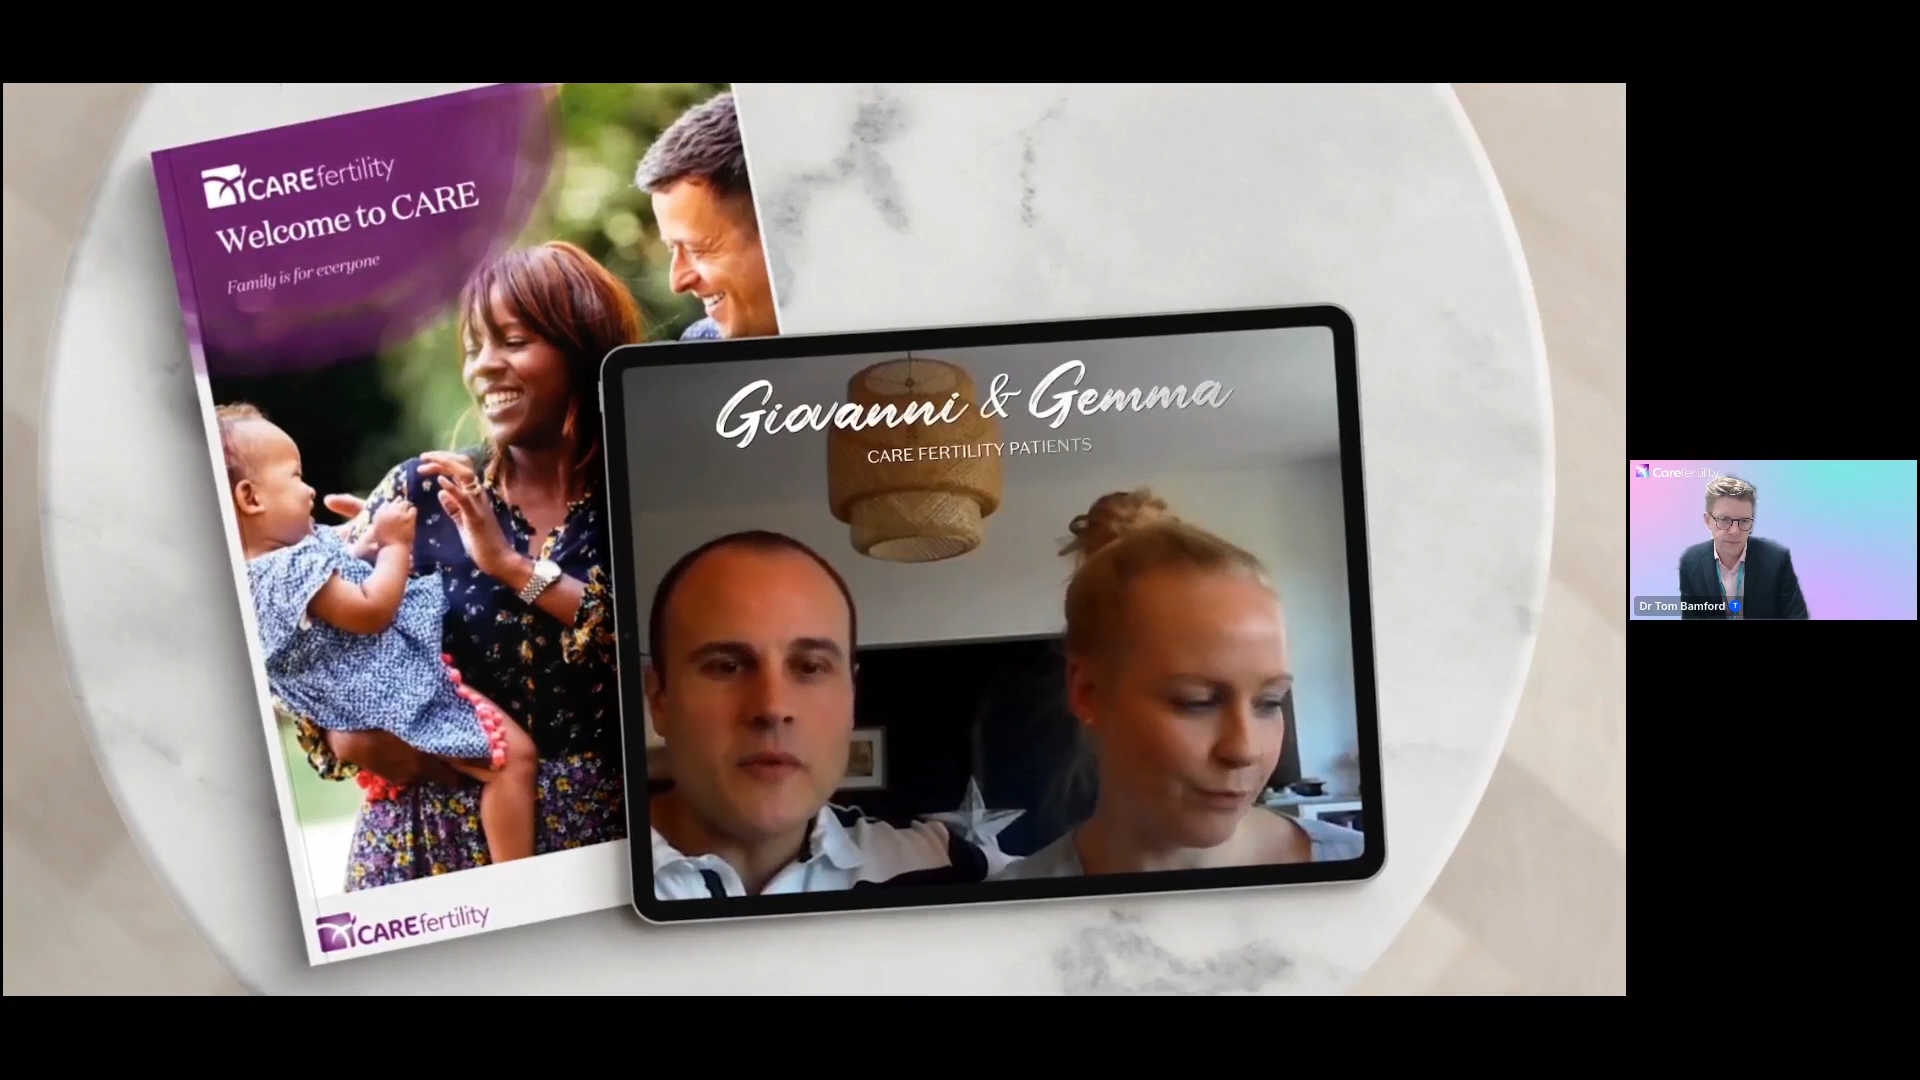 CAREfertility
Welcome to CARE
Family is for everyone
Giovanni & Gemma
CARE FERTILITY PATIENTS
CAREfertility
Carefertility
Dr Tom Bamford
T